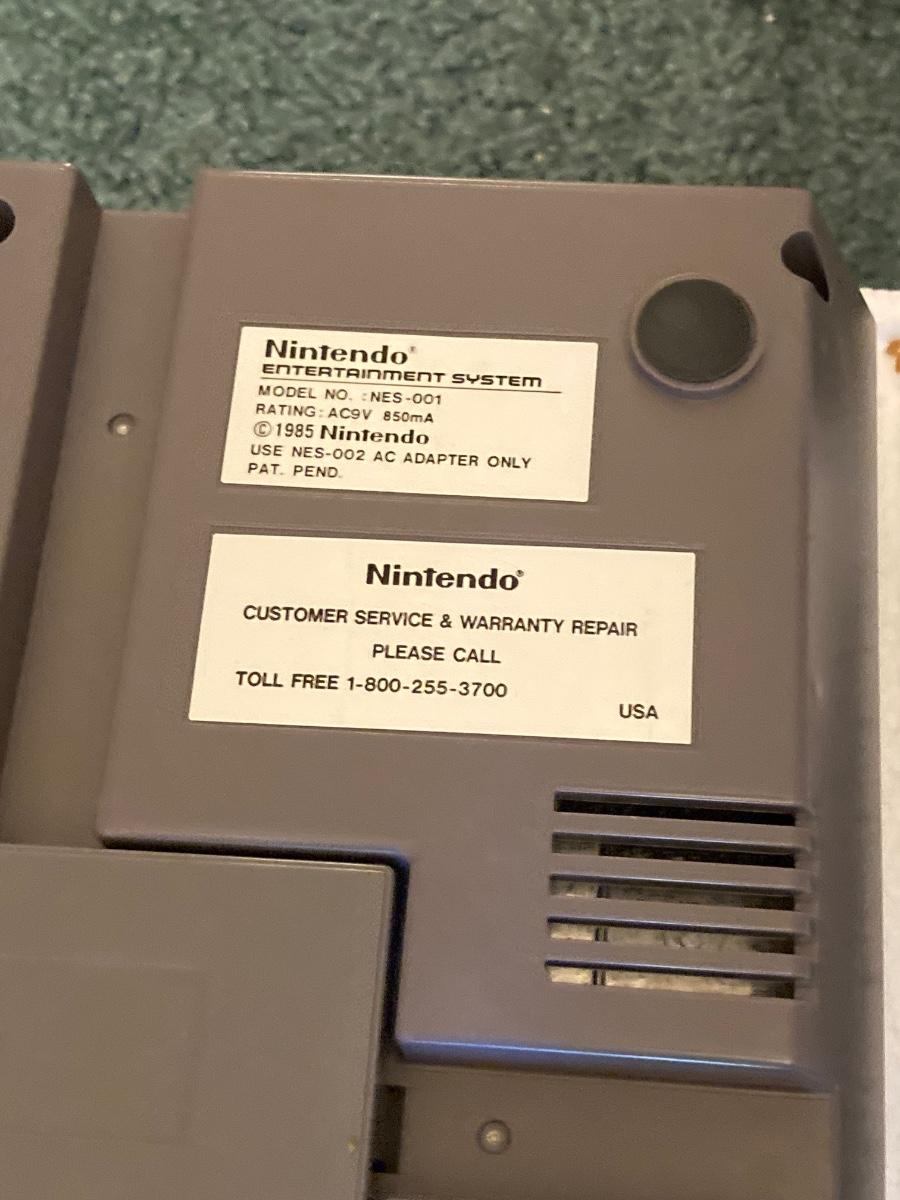 Nintendo®
ENTERTAINMENT SYSTEM
MODEL NO. :NES-001
RATING: AC9V 850mA
©1985 Nintendo
USE NES-002 AC ADAPTER ONLY
PAT. PEND.
Nintendo®
CUSTOMER SERVICE & WARRANTY REPAIR
PLEASE CALL
TOLL FREE 1-800-255-3700
USA